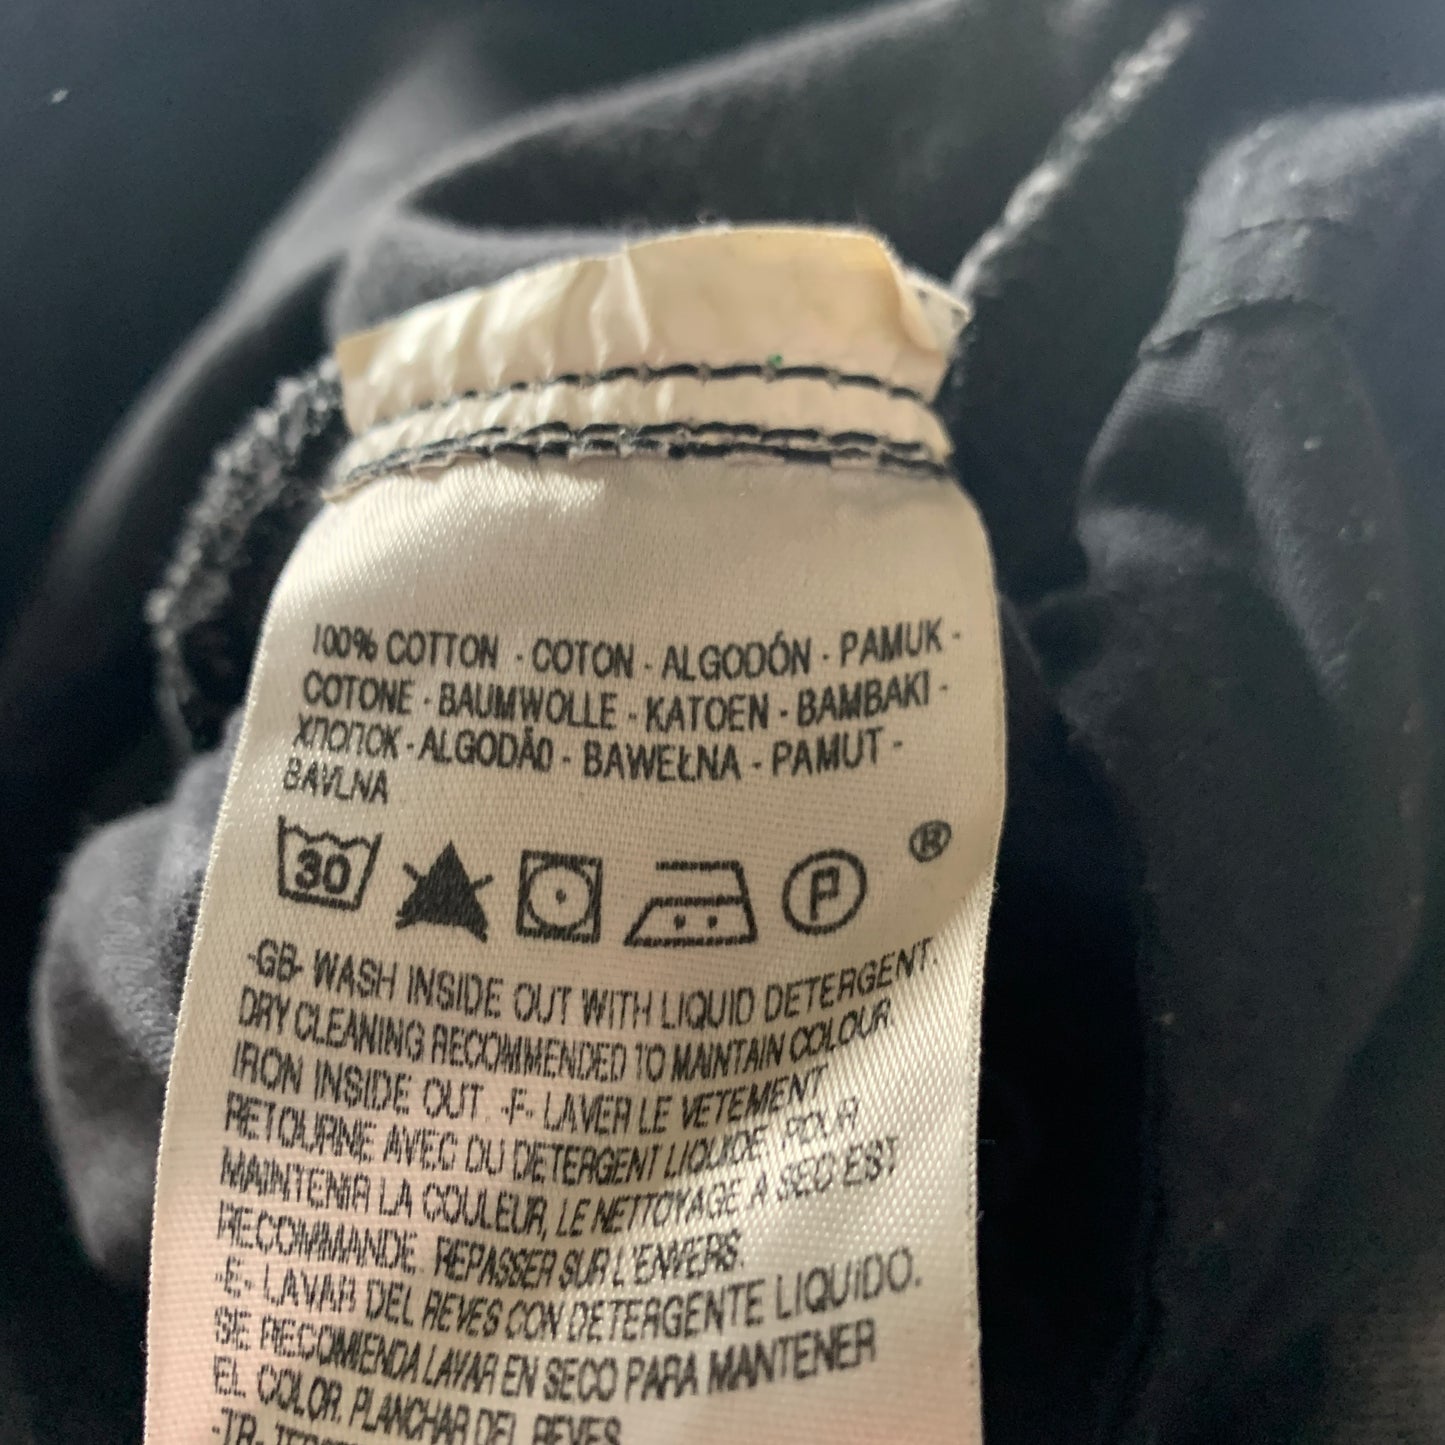 100% COTTON - COTON - ALGODÓN - PAMUK -
COTONE - BAUMWOLLE - KATOEN - BAMBAKI -
ХЛОПОК - ALGODÃO - BAWEŁNA - PAMUT -
BAVLNA
30 P ®
-GB- WASH INSIDE OUT WITH LIQUID DETERGENT.
DRY CLEANING RECOMMENDED TO MAINTAIN COLOUR.
IRON INSIDE OUT. -F- LAVER LE VETEMENT
RETOURNE AVEC DU DETERGENT LIQUIDE. POUR
MAINTENIR LA COULEUR, LE NETTOYAGE A SEC EST
RECOMMANDE. REPASSER SUR L'ENVERS.
-E- LAVAR DEL REVES CON DETERGENTE LIQUIDO.
SE RECOMIENDA LAVAR EN SECO PARA MANTENER
EL COLOR. PLANCHAR DEL REVES.
-TR-